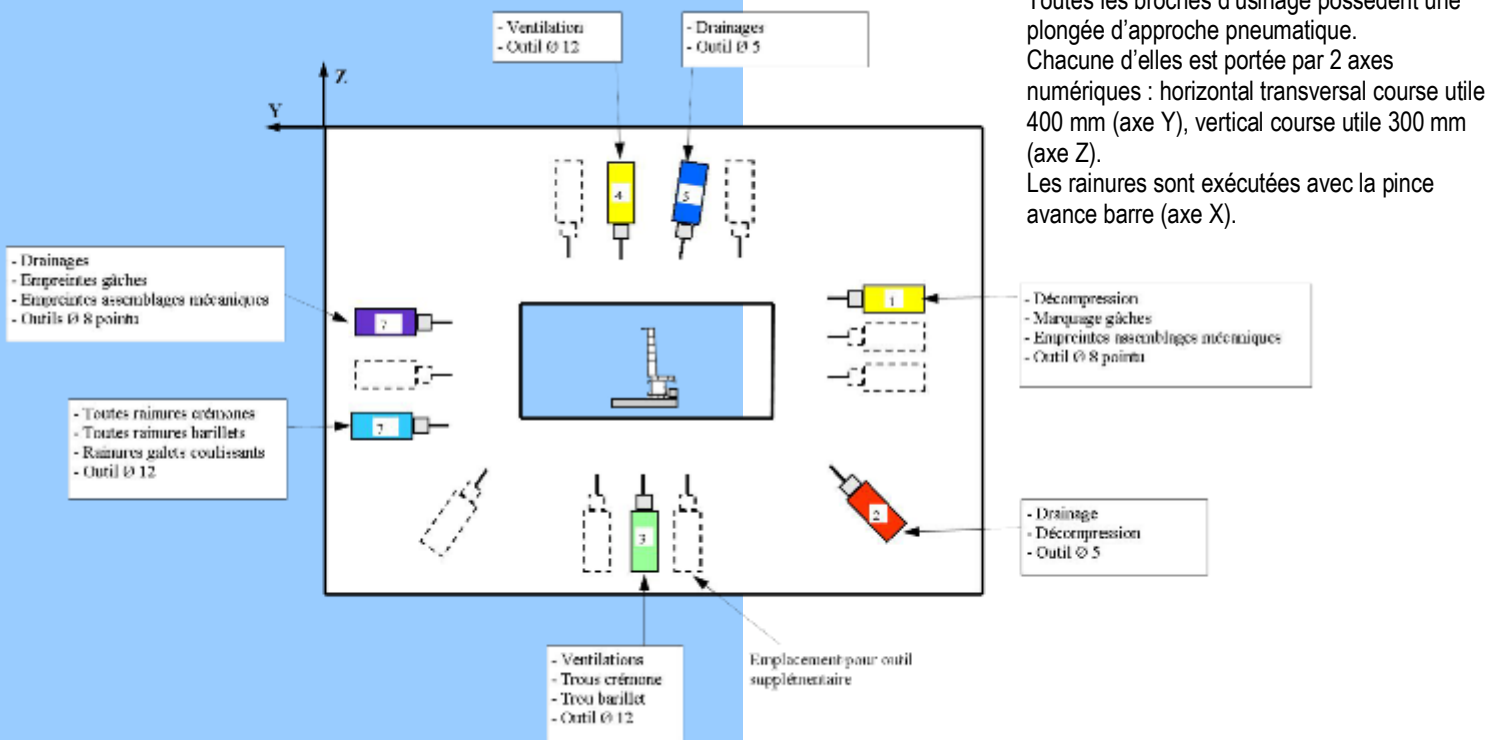 Toutes les broches d'usinage possèdent une
plongée d'approche pneumatique.
Chacune d'elles est portée par 2 axes
numériques : horizontal transversal course utile
400 mm (axe Y), vertical course utile 300 mm
(axe Z).
Les rainures sont exécutées avec la pince
avance barre (axe X).
- Ventilation
- Outil Ø 12
- Drainages
- Outil Ø 5
Z
Y
4
5
- Drainages
- Empreintes gâches
- Empreintes assemblages mécaniques
- Outils Ø 8 pointu
7
1
- Décompression
- Marquage gâches
- Empreintes assemblages mécaniques
- Outil Ø 8 pointu
- Toutes rainures crémones
- Toutes rainures barillets
- Rainures galets coulissants
- Outil Ø 12
7
2
- Drainage
- Décompression
- Outil Ø 5
3
- Ventilations
- Trous crémone
- Trou barillet
- Outil Ø 12
Emplacement pour outil
supplémentaire